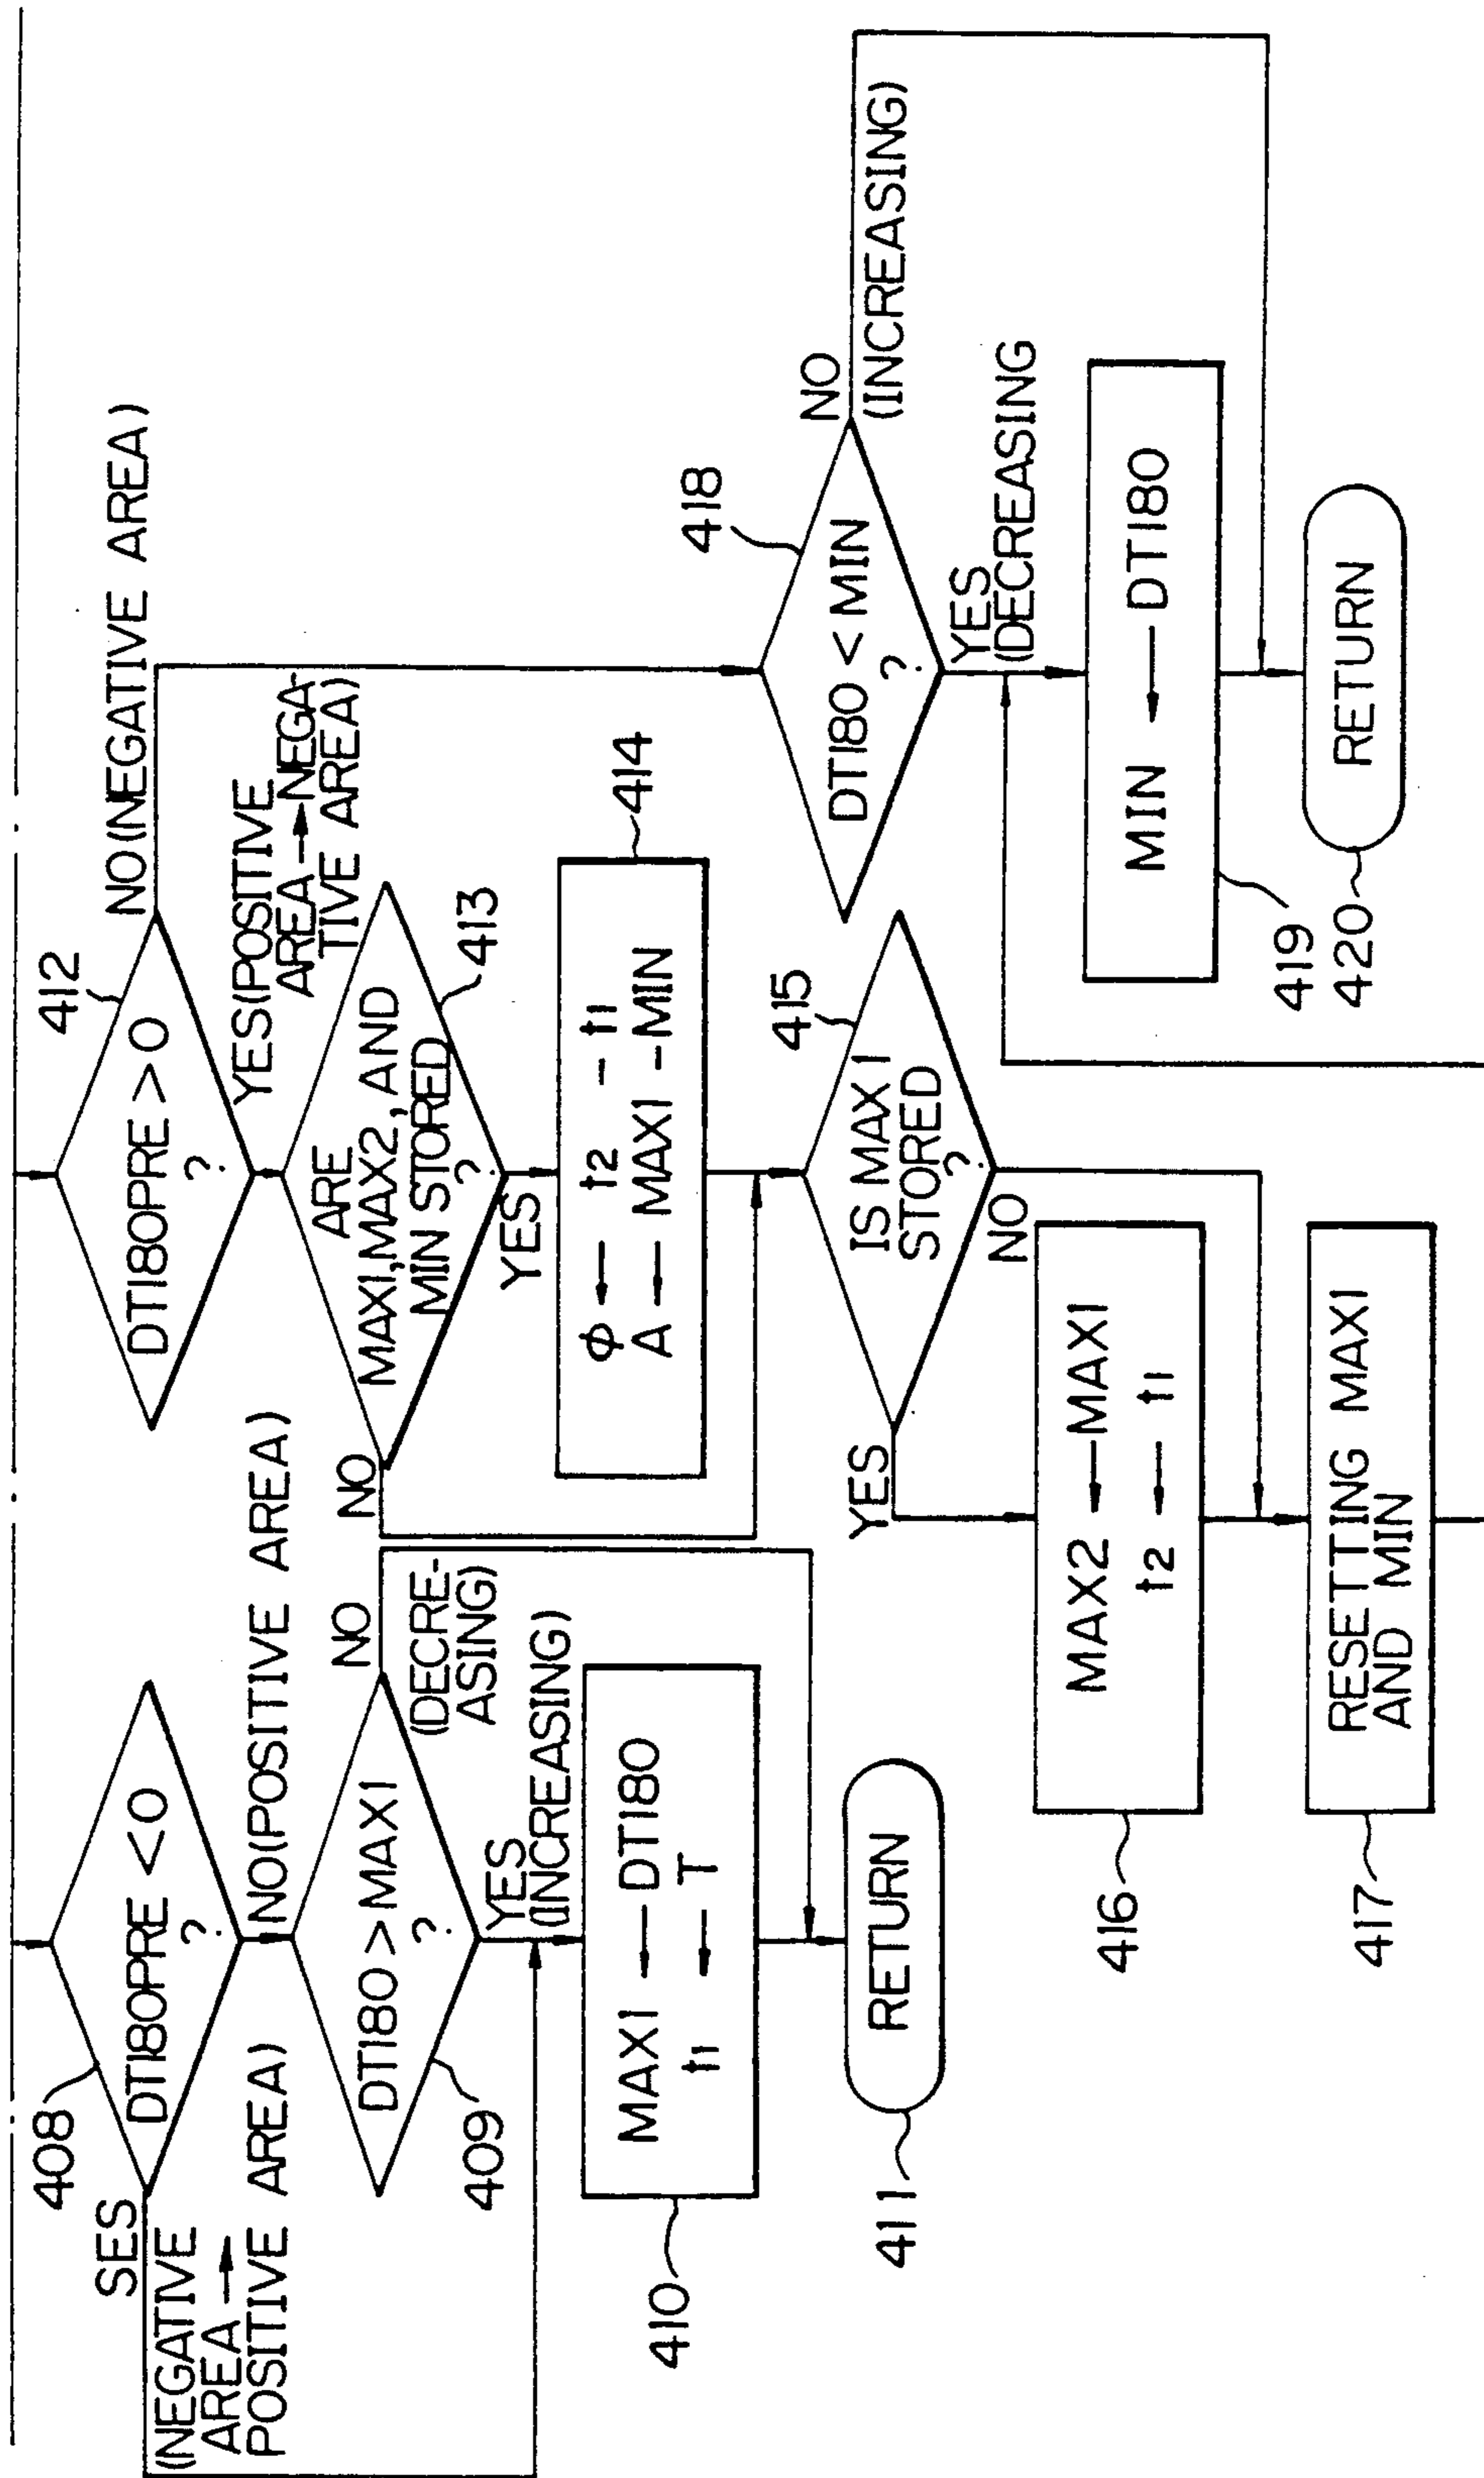 408
DT180PRE < 0
?
SES
(NEGATIVE
AREA →
POSITIVE AREA)
NO(POSITIVE AREA)
DT180 > MAX1
?
409
NO
(DECRE-
ASING)
YES
(INCREASING)
MAX1 ← DT180
t1 ← T
410
RETURN
411
412
DT180PRE > 0
?
NO(NEGATIVE AREA)
YES(POSITIVE
AREA → NEGA-
TIVE AREA)
ARE
MAX1,MAX2, AND
MIN STORED
?
413
NO
YES
ϕ ← t2 - t1
A ← MAX1 - MIN
414
415
IS MAX1
STORED
?
YES
NO
MAX2 ← MAX1
t2 ← t1
416
RESETTING MAX1
AND MIN
417
418
DT180 < MIN
?
NO
(INCREASING)
YES
(DECREASING
MIN ← DT180
419
RETURN
420